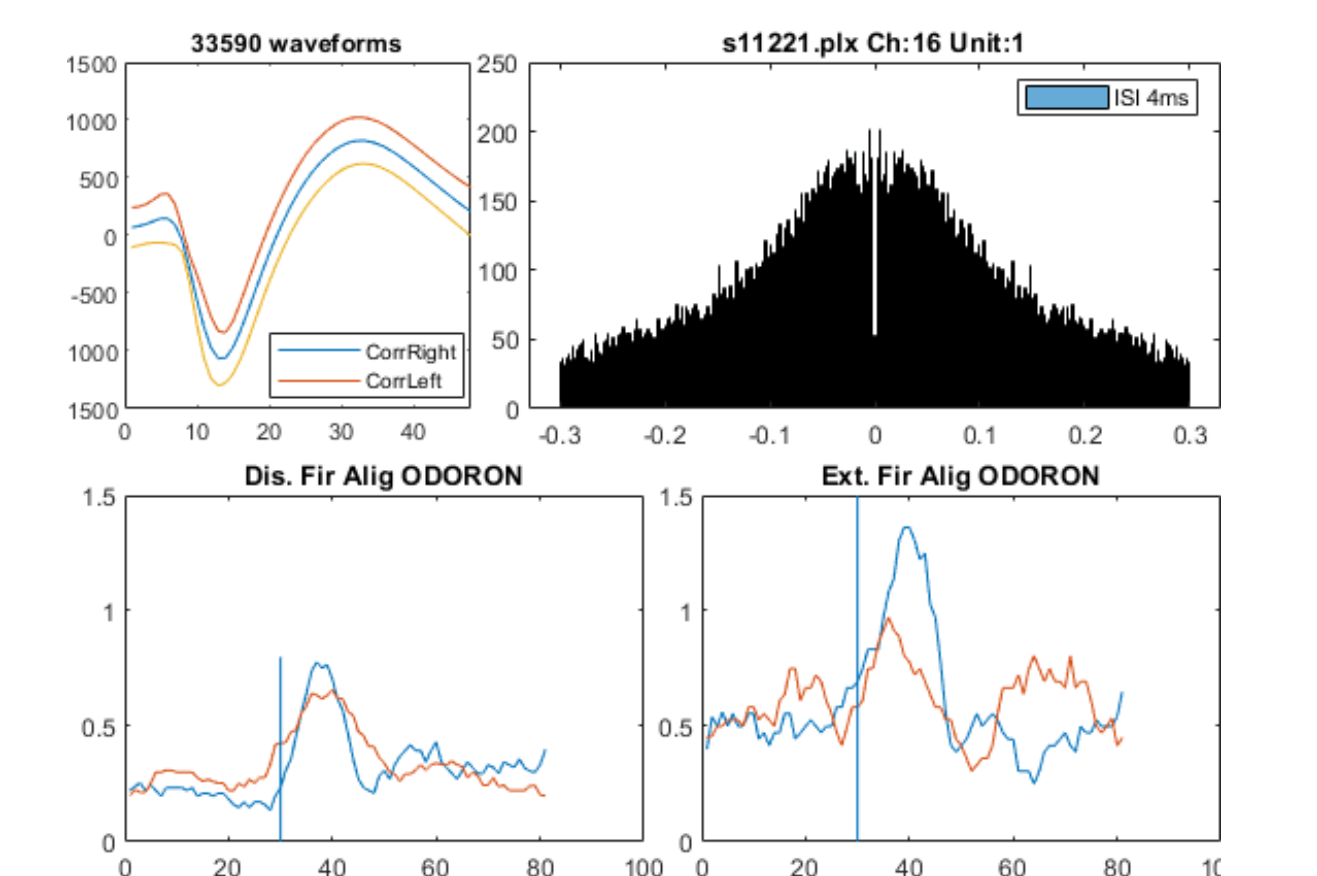 33590 waveforms
1500
1000
500
0
-500
1000
1500
0 10 20 30 40
CorrRight
CorrLeft
s11221.plx Ch:16 Unit:1
250
200
150
100
50
0
-0.3 -0.2 -0.1 0 0.1 0.2 0.3
ISI 4ms
Dis. Fir Alig ODORON
1.5
1
0.5
0
0 20 40 60 80 100
Ext. Fir Alig ODORON
1.5
1
0.5
0
0 20 40 60 80 10